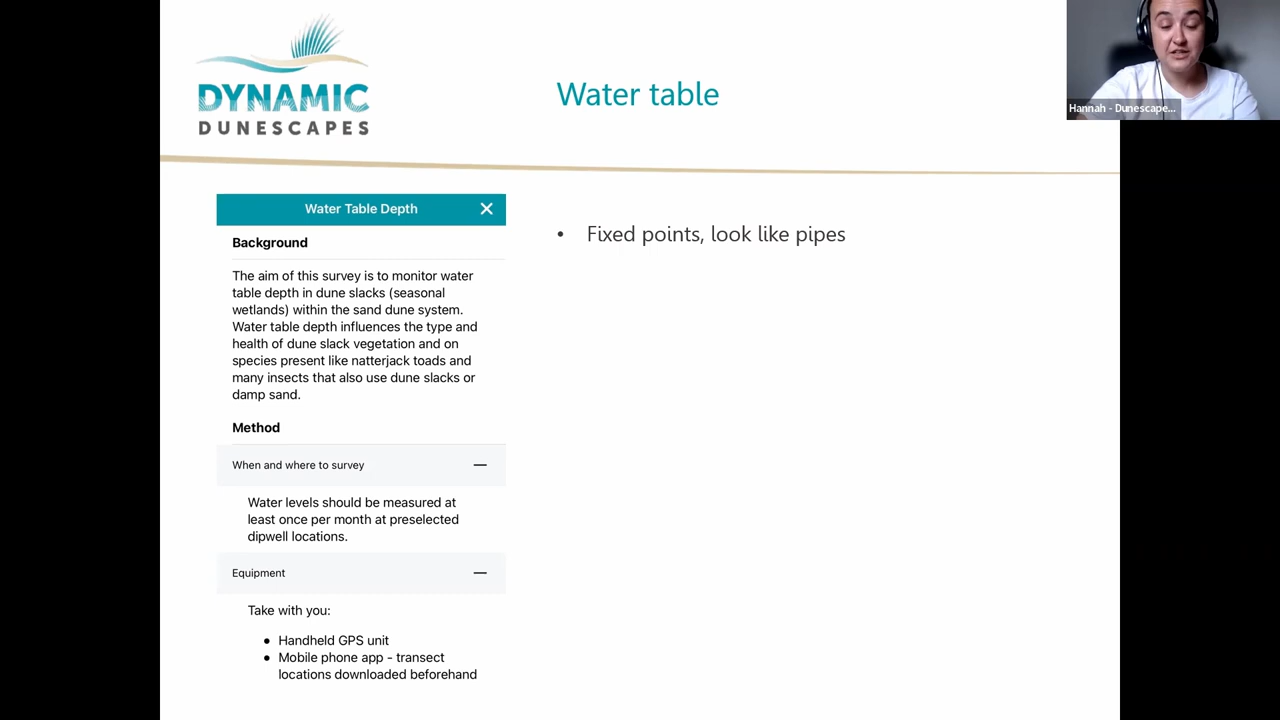 DYNAMIC
DUNESCAPES
Water table
Hannah - Dunescape...
Water Table Depth
Background
The aim of this survey is to monitor water
table depth in dune slacks (seasonal
wetlands) within the sand dune system.
Water table depth influences the type and
health of dune slack vegetation and on
species present like natterjack toads and
many insects that also use dune slacks or
damp sand.
Method
When and where to survey
Water levels should be measured at
least once per month at preselected
dipwell locations.
Equipment
Take with you:
● Handheld GPS unit
● Mobile phone app - transect
locations downloaded beforehand
• Fixed points, look like pipes